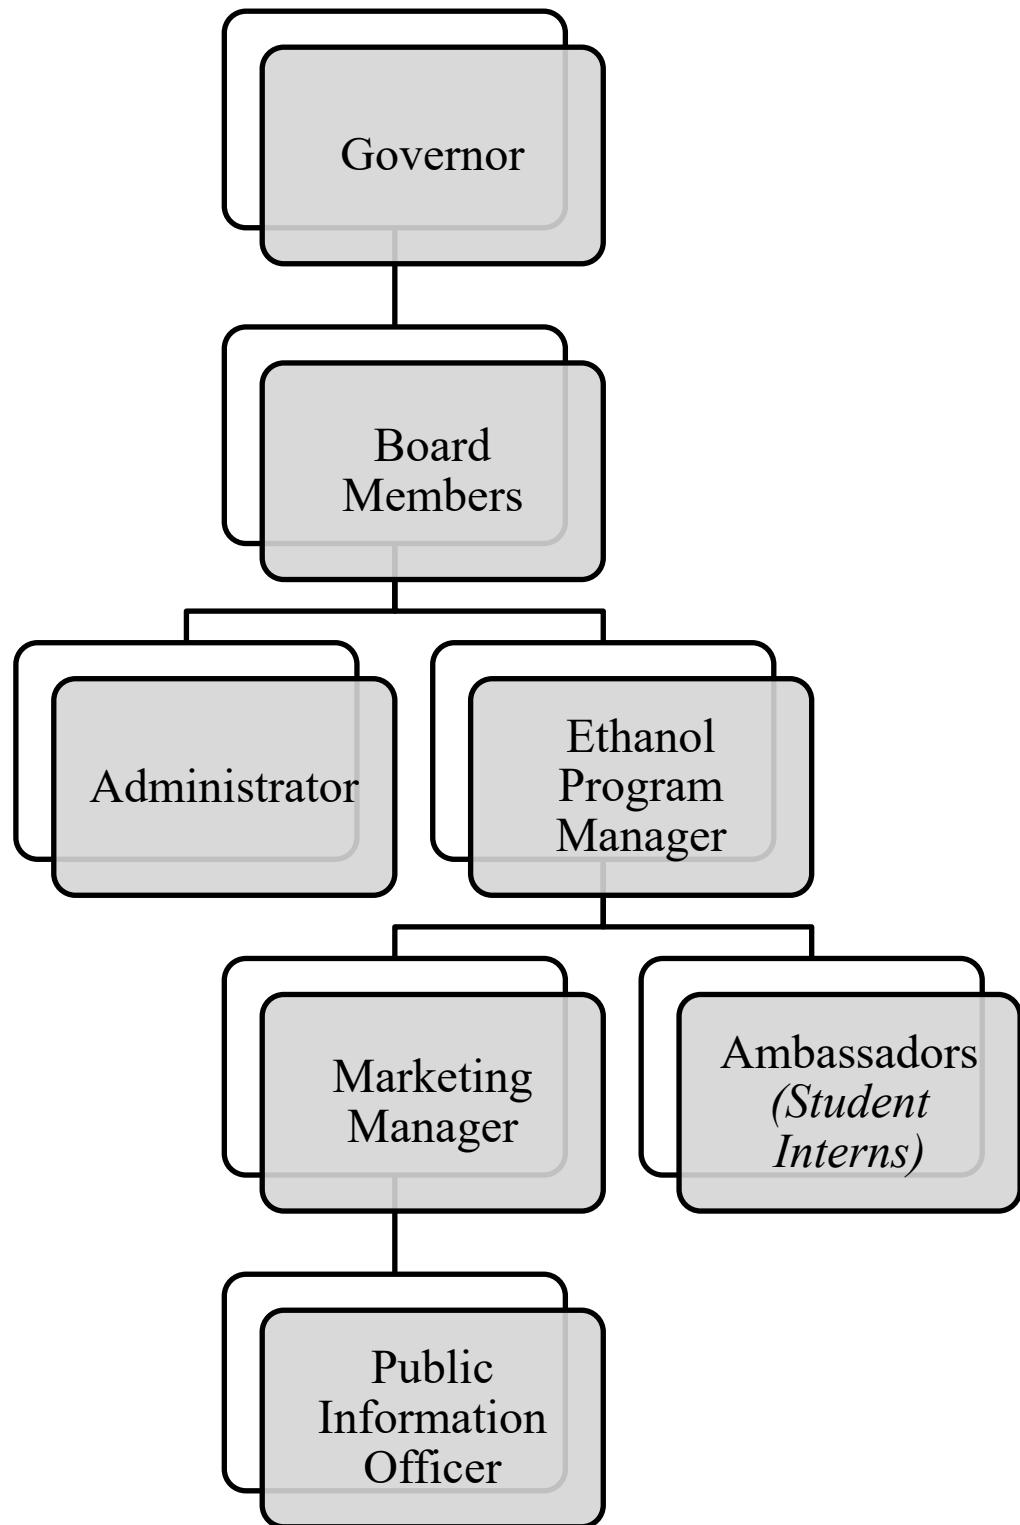 Governor
Board
Members
Administrator
Ethanol
Program
Manager
Marketing
Manager
Ambassadors
(Student
Interns)
Public
Information
Officer